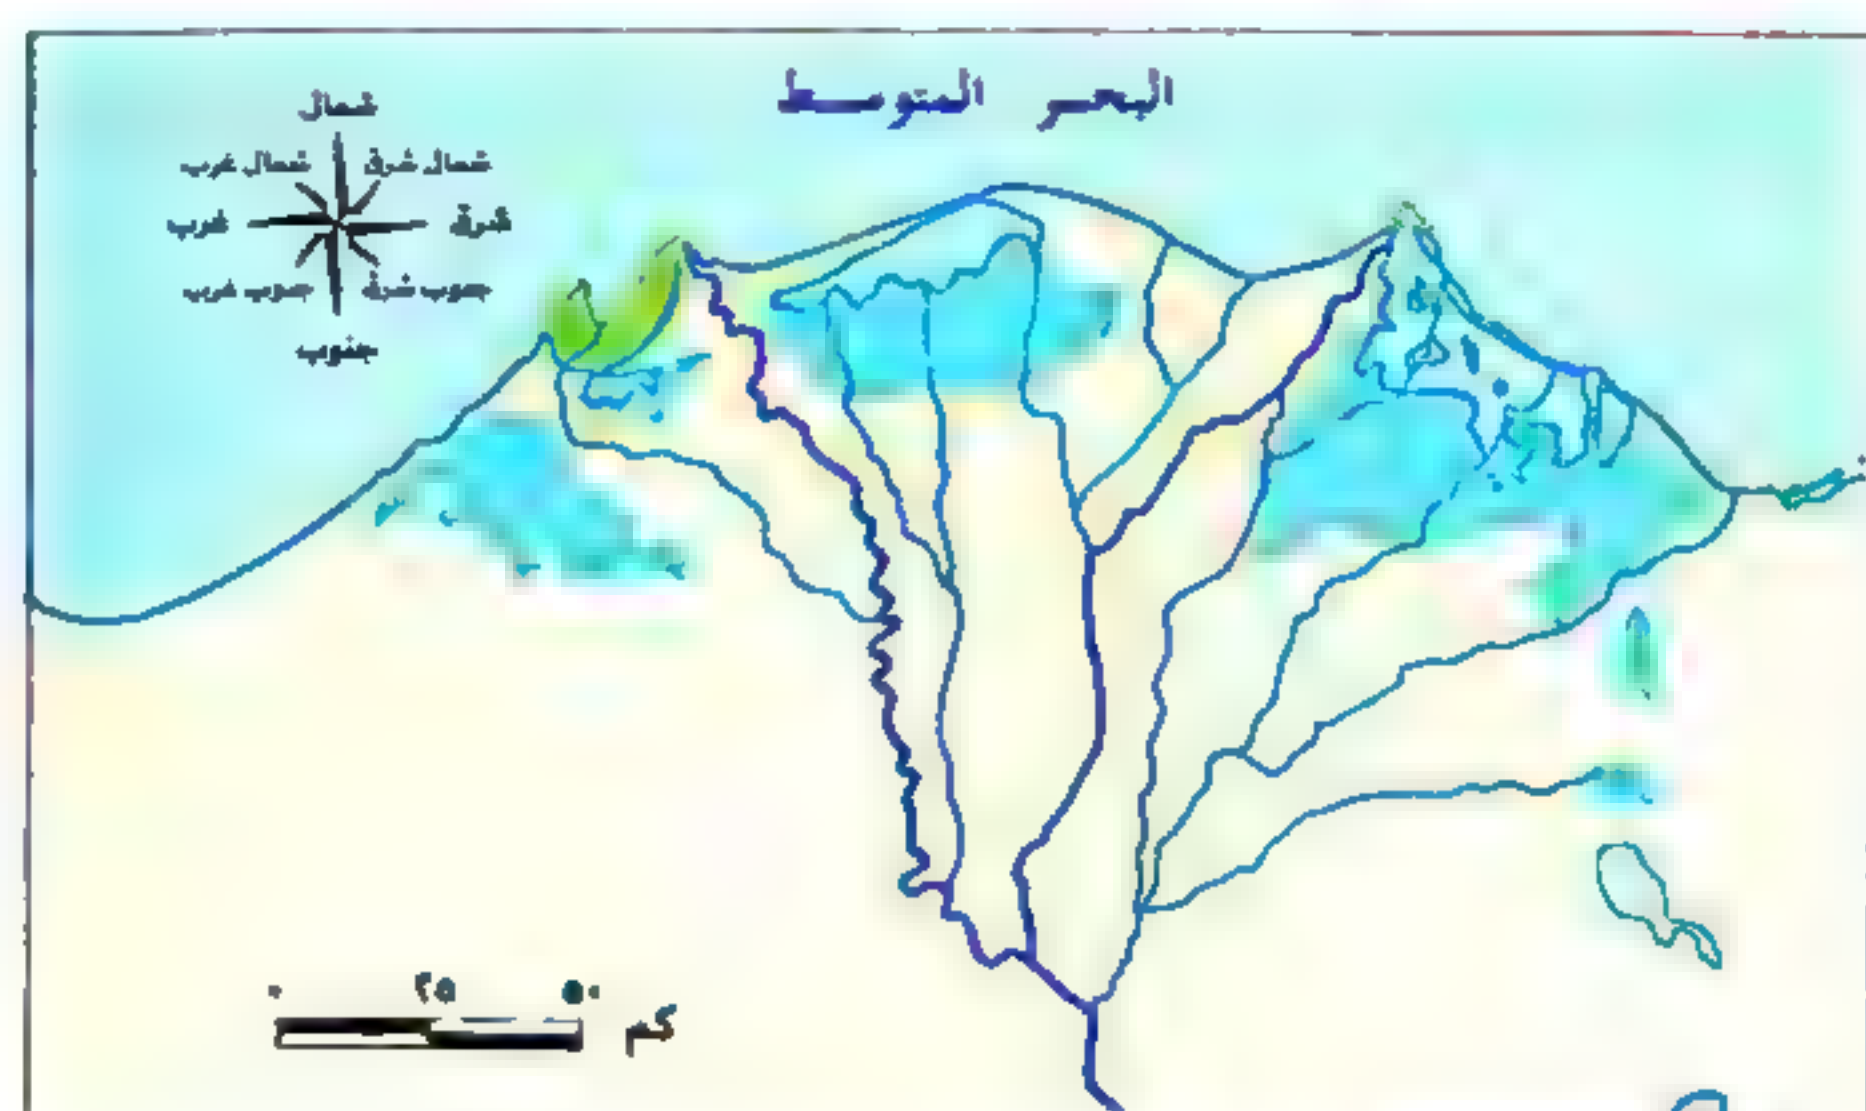 البحر المتوسط
شمال
شمال غرب شمال شرق
غرب شرق
جنوب غرب جنوب شرق
جنوب
٠ ٢٥ ٥٠
كم